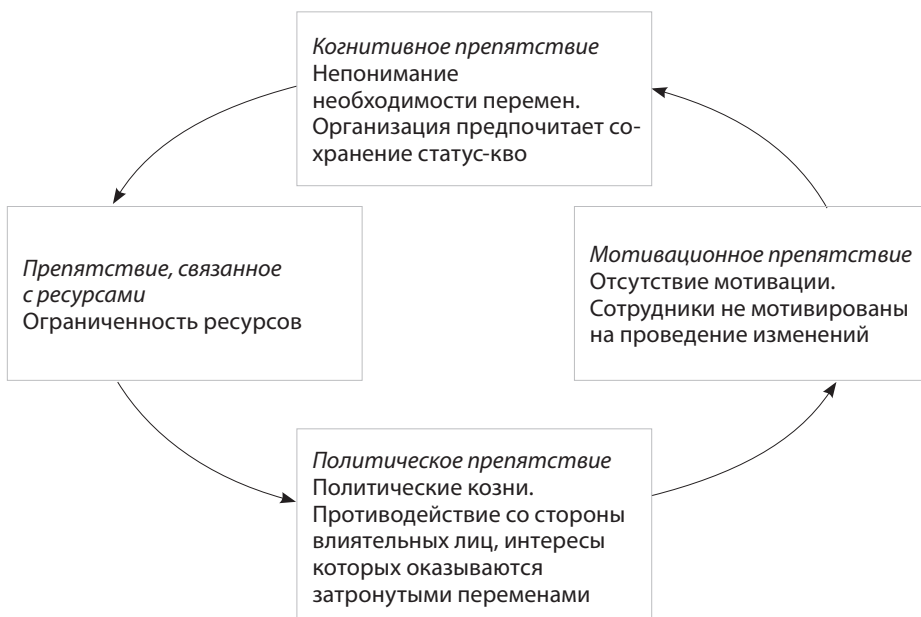 Когнитивное препятствие
Непонимание
необходимости перемен.
Организация предпочитает со-
хранение статус-кво
Препятствие, связанное
с ресурсами
Ограниченность ресурсов
Мотивационное препятствие
Отсутствие мотивации.
Сотрудники не мотивированы
на проведение изменений
Политическое препятствие
Политические козни.
Противодействие со стороны
влиятельных лиц, интересы
которых оказываются
затронутыми переменами